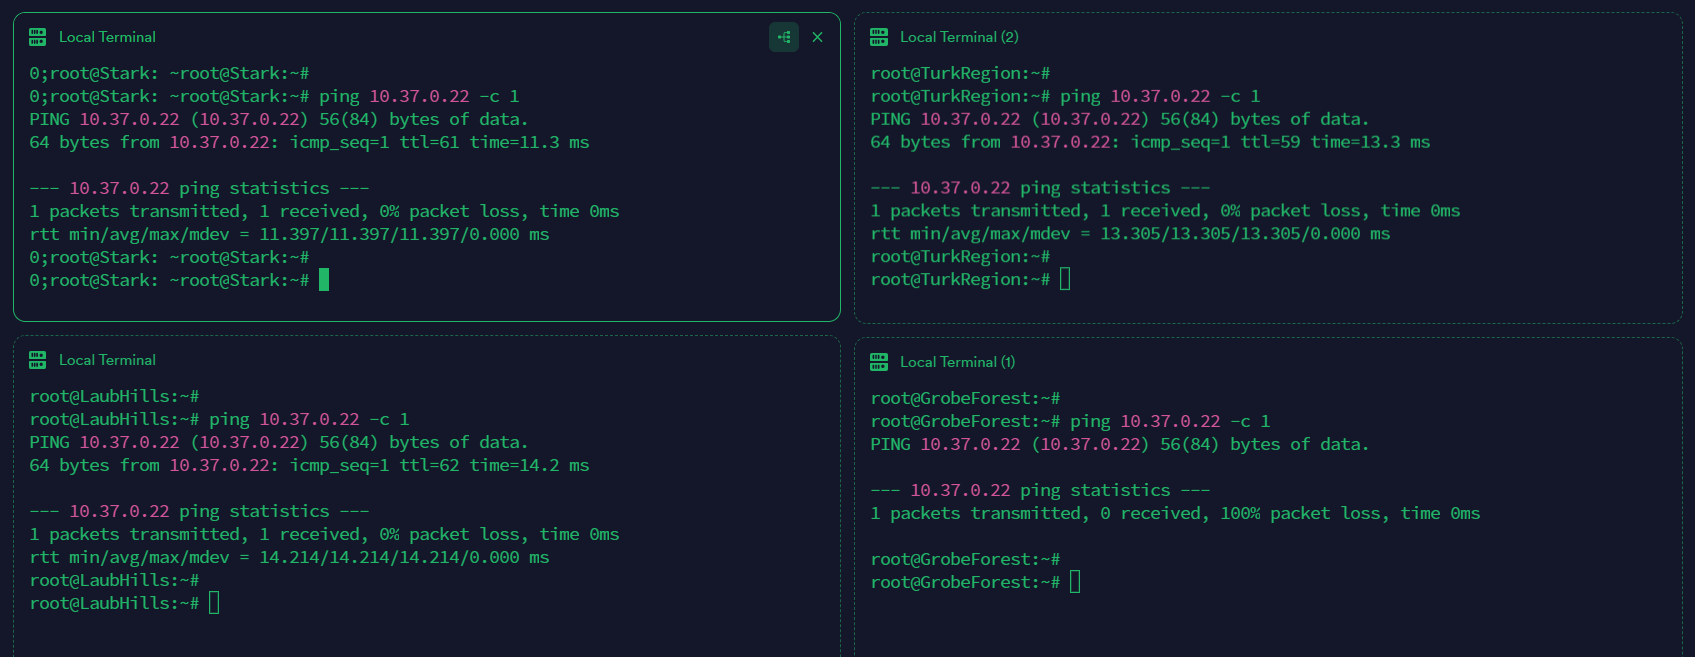 Local Terminal
0;root@Stark: ~root@Stark:~#
0;root@Stark: ~root@Stark:~# ping 10.37.0.22 -c 1
PING 10.37.0.22 (10.37.0.22) 56(84) bytes of data.
64 bytes from 10.37.0.22: icmp_seq=1 ttl=61 time=11.3 ms
--- 10.37.0.22 ping statistics ---
1 packets transmitted, 1 received, 0% packet loss, time 0ms
rtt min/avg/max/mdev = 11.397/11.397/11.397/0.000 ms
0;root@Stark: ~root@Stark:~#
0;root@Stark: ~root@Stark:~#
Local Terminal (2)
root@TurkRegion:~#
root@TurkRegion:~# ping 10.37.0.22 -c 1
PING 10.37.0.22 (10.37.0.22) 56(84) bytes of data.
64 bytes from 10.37.0.22: icmp_seq=1 ttl=59 time=13.3 ms
--- 10.37.0.22 ping statistics ---
1 packets transmitted, 1 received, 0% packet loss, time 0ms
rtt min/avg/max/mdev = 13.305/13.305/13.305/0.000 ms
root@TurkRegion:~#
root@TurkRegion:~#
Local Terminal
root@LaubHills:~#
root@LaubHills:~# ping 10.37.0.22 -c 1
PING 10.37.0.22 (10.37.0.22) 56(84) bytes of data.
64 bytes from 10.37.0.22: icmp_seq=1 ttl=62 time=14.2 ms
--- 10.37.0.22 ping statistics ---
1 packets transmitted, 1 received, 0% packet loss, time 0ms
rtt min/avg/max/mdev = 14.214/14.214/14.214/0.000 ms
root@LaubHills:~#
root@LaubHills:~#
Local Terminal (1)
root@GrobeForest:~#
root@GrobeForest:~# ping 10.37.0.22 -c 1
PING 10.37.0.22 (10.37.0.22) 56(84) bytes of data.
--- 10.37.0.22 ping statistics ---
1 packets transmitted, 0 received, 100% packet loss, time 0ms
root@GrobeForest:~#
root@GrobeForest:~#